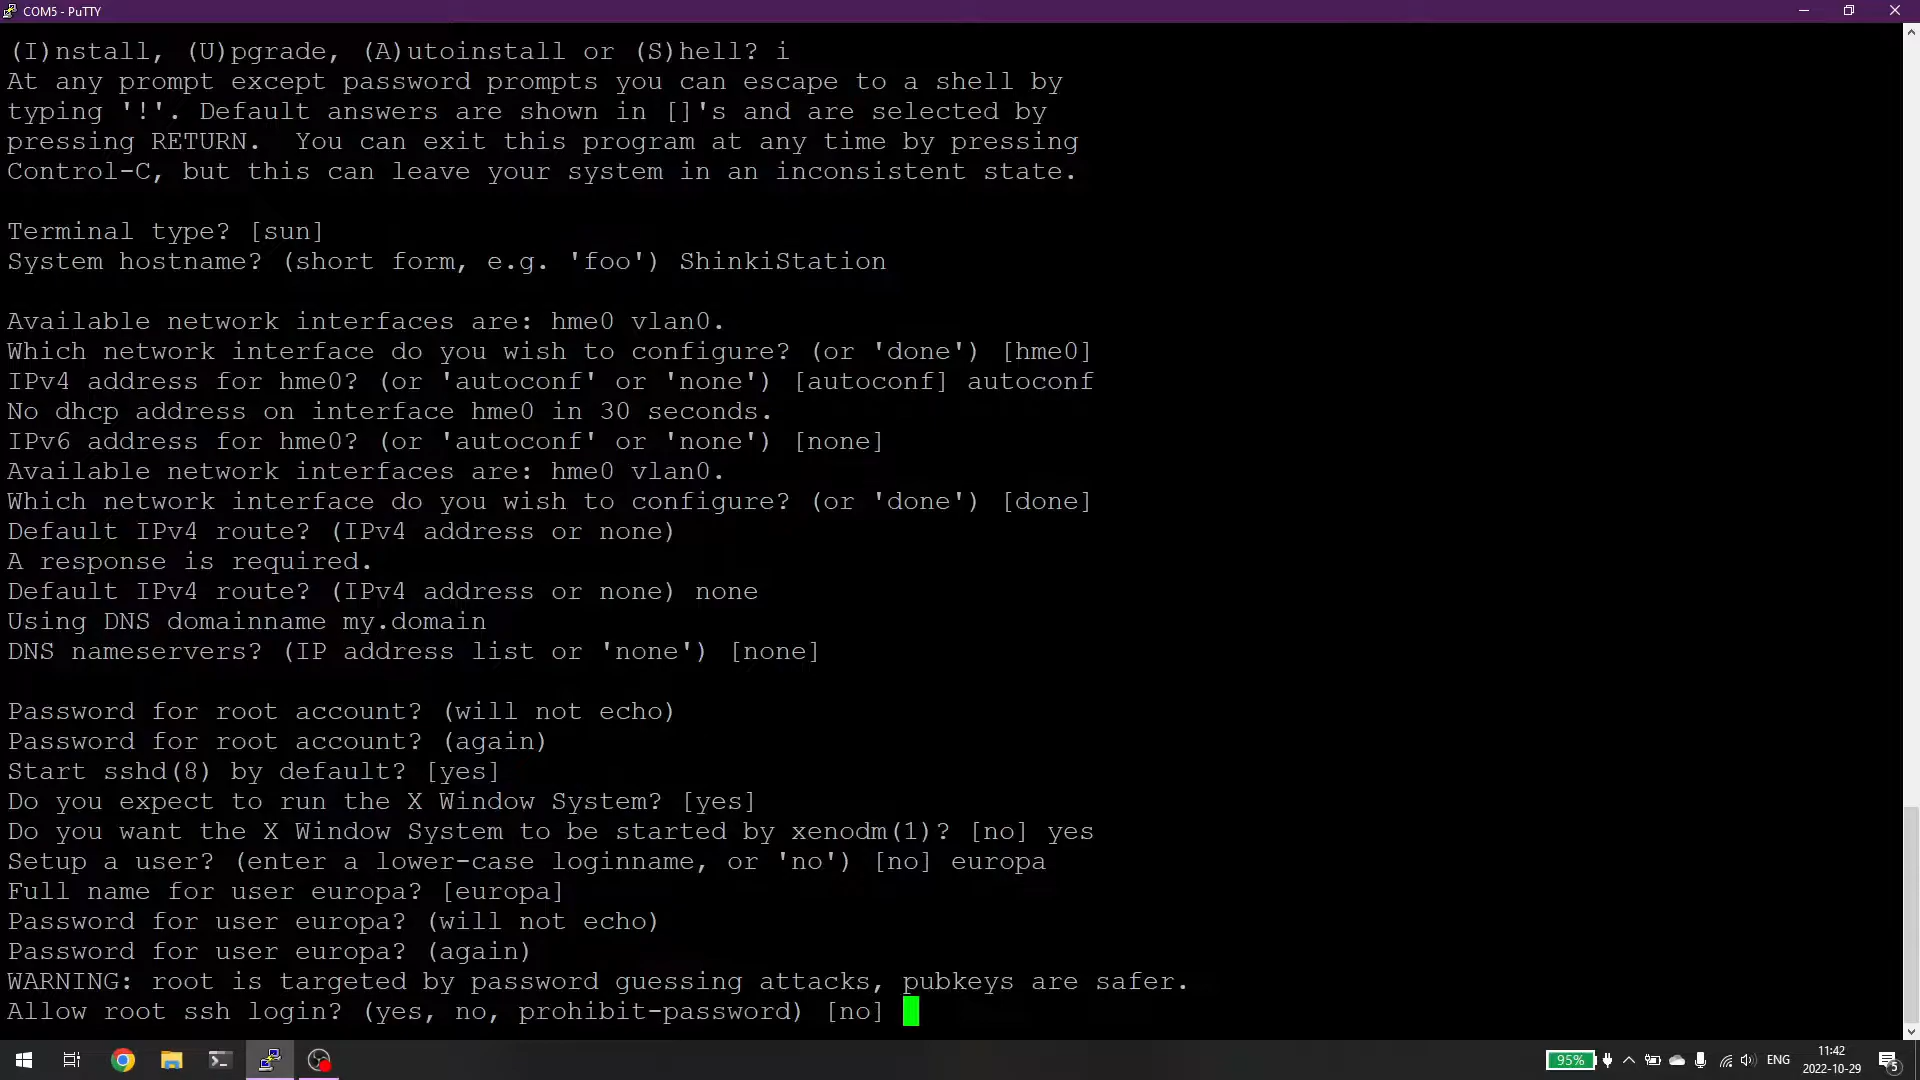 COM5 - PuTTY
(I)nstall, (U)pgrade, (A)utoinstall or (S)hell? i
At any prompt except password prompts you can escape to a shell by
typing '!'. Default answers are shown in []'s and are selected by
pressing RETURN.  You can exit this program at any time by pressing
Control-C, but this can leave your system in an inconsistent state.
Terminal type? [sun]
System hostname? (short form, e.g. 'foo') ShinkiStation
Available network interfaces are: hme0 vlan0.
Which network interface do you wish to configure? (or 'done') [hme0]
IPv4 address for hme0? (or 'autoconf' or 'none') [autoconf] autoconf
No dhcp address on interface hme0 in 30 seconds.
IPv6 address for hme0? (or 'autoconf' or 'none') [none]
Available network interfaces are: hme0 vlan0.
Which network interface do you wish to configure? (or 'done') [done]
Default IPv4 route? (IPv4 address or none)
A response is required.
Default IPv4 route? (IPv4 address or none) none
Using DNS domainname my.domain
DNS nameservers? (IP address list or 'none') [none]
Password for root account? (will not echo)
Password for root account? (again)
Start sshd(8) by default? [yes]
Do you expect to run the X Window System? [yes]
Do you want the X Window System to be started by xenodm(1)? [no] yes
Setup a user? (enter a lower-case loginname, or 'no') [no] europa
Full name for user europa? [europa]
Password for user europa? (will not echo)
Password for user europa? (again)
WARNING: root is targeted by password guessing attacks, pubkeys are safer.
Allow root ssh login? (yes, no, prohibit-password) [no]
95%
ENG
11:42
2022-10-29
5